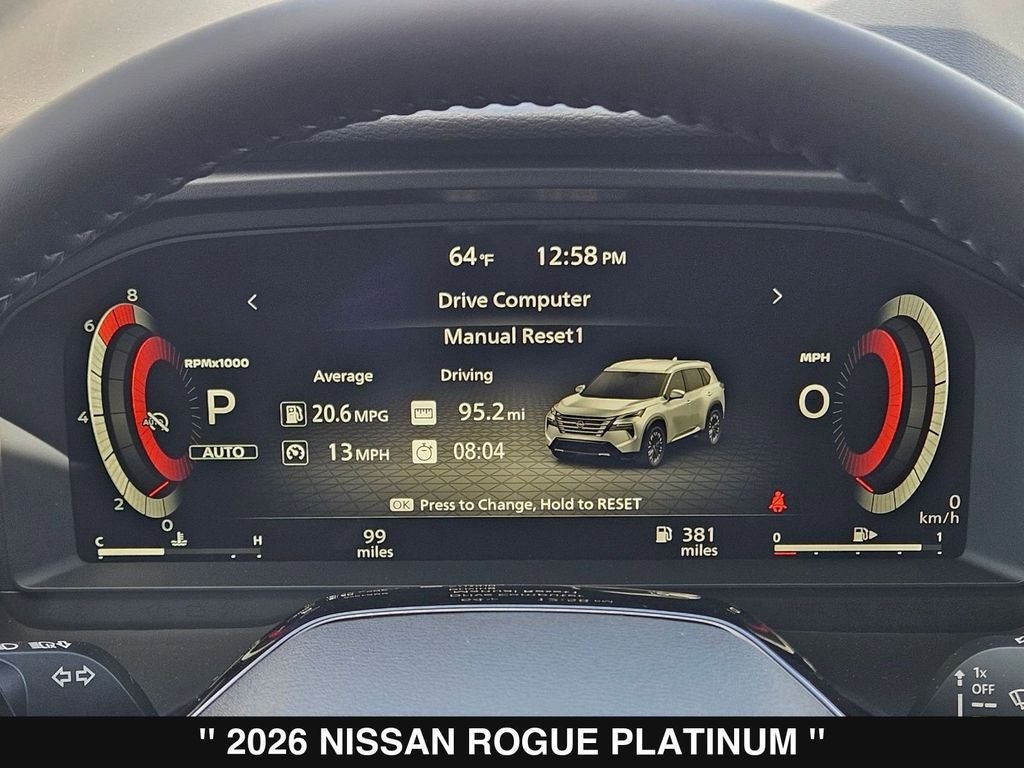 64°F 12:58 PM
Drive Computer
Manual Reset1
8
6
4
2
0
RPMx1000
P
AUTO
AUTO
Average Driving
20.6 MPG 95.2 mi
13 MPH 08:04
MPH
0
0
km/h
OK Press to Change, Hold to RESET
C H
99
miles
381
miles
0 1
1x
OFF
" 2026 NISSAN ROGUE PLATINUM "